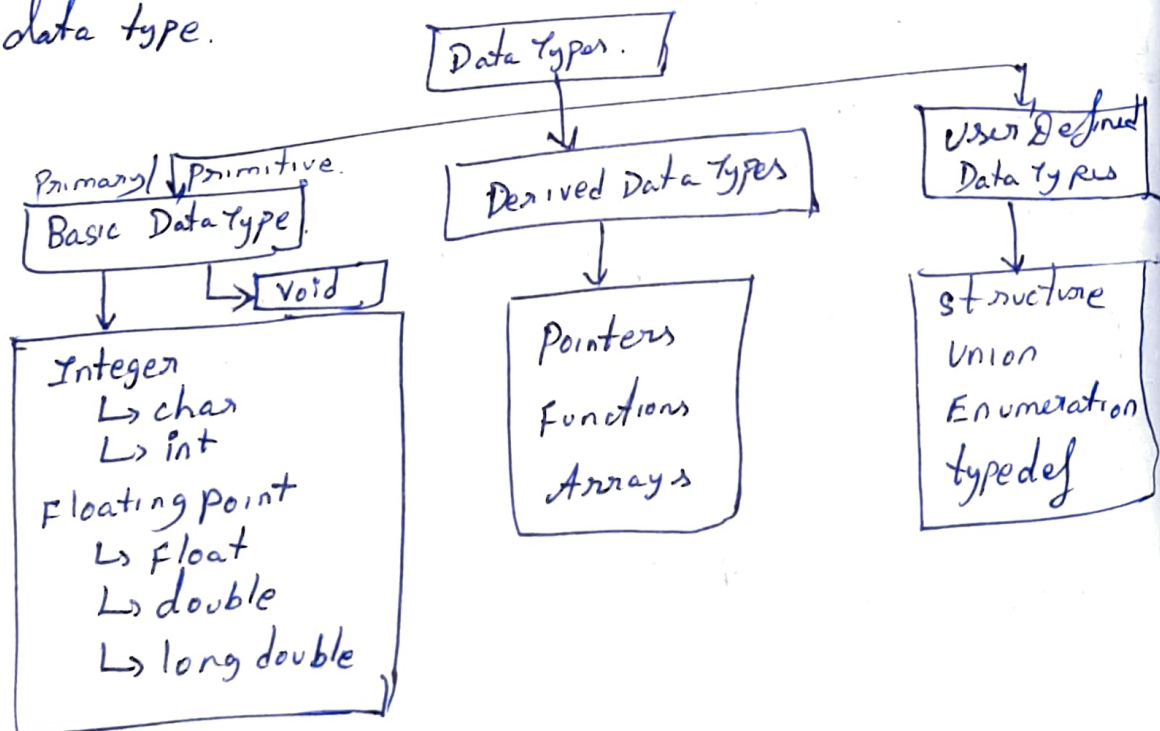 data type.
Data Types.
Primary/ Primitive.
Basic Data Type.
Void
Integer
↳ char
↳ int
Floating point
↳ Float
↳ double
↳ long double
Derived Data Types
Pointers
Functions
Arrays
User Defined
Data Types
structure
Union
Enumeration
typedef